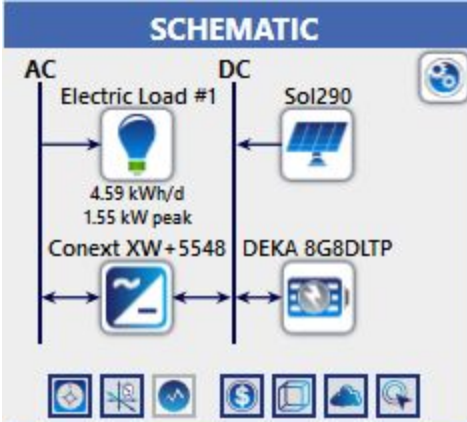 SCHEMATIC
AC DC
Electric Load #1 Sol290
4.59 kWh/d
1.55 kW peak
Conext XW+5548 DEKA 8G8DLTP